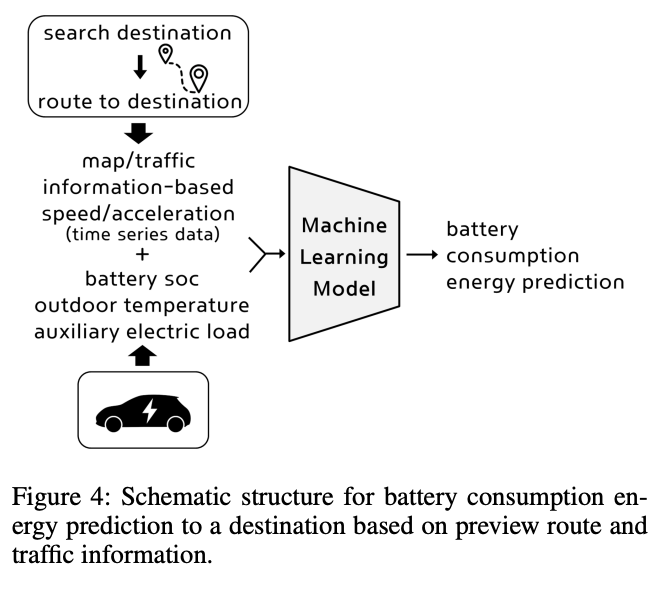 search destination
route to destination
map/traffic
information-based
speed/acceleration
(time series data)
+
battery soc
outdoor temperature
auxiliary electric load
Machine
Learning
Model
battery
consumption
energy prediction
Figure 4: Schematic structure for battery consumption en-
ergy prediction to a destination based on preview route and
traffic information.